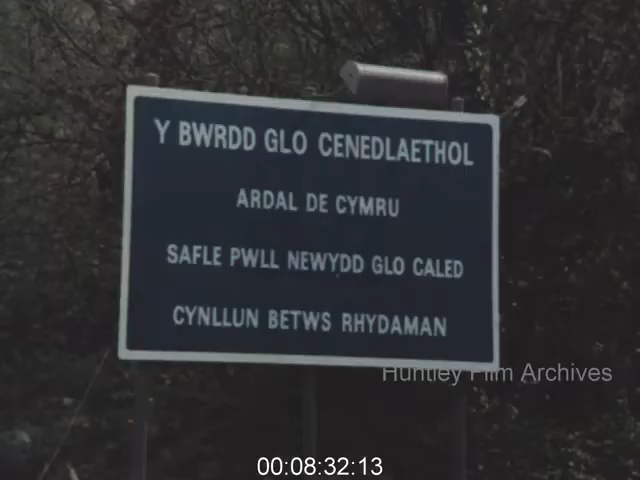 Y BWRDD GLO CENEDLAETHOL
ARDAL DE CYMRU
SAFLE PWLL NEWYDD GLO CALED
CYNLLUN BETWS RHYDAMAN
Huntley Film Archives
00:08:32:13